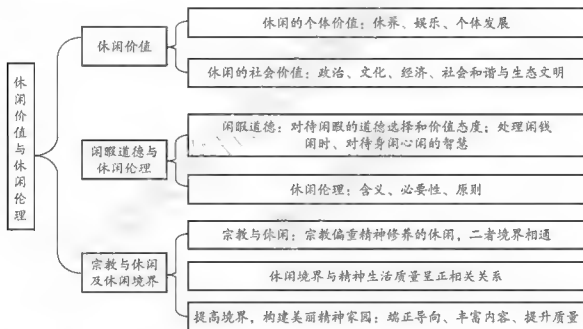 休闲价值与休闲伦理
休闲价值
休闲的个体价值：休养、娱乐、个体发展
休闲的社会价值：政治、文化、经济、社会和谐与生态文明
闲暇道德与
休闲伦理
闲暇道德：对待闲暇的道德选择和价值态度；处理闲钱
闲时、对待身闲心闲的智慧
休闲伦理：含义、必要性、原则
宗教与休闲
及休闲境界
宗教与休闲：宗教偏重精神修养的休闲，二者境界相通
休闲境界与精神生活质量呈正相关关系
提高境界，构建美丽精神家园：端正导向、丰富内容、提升质量